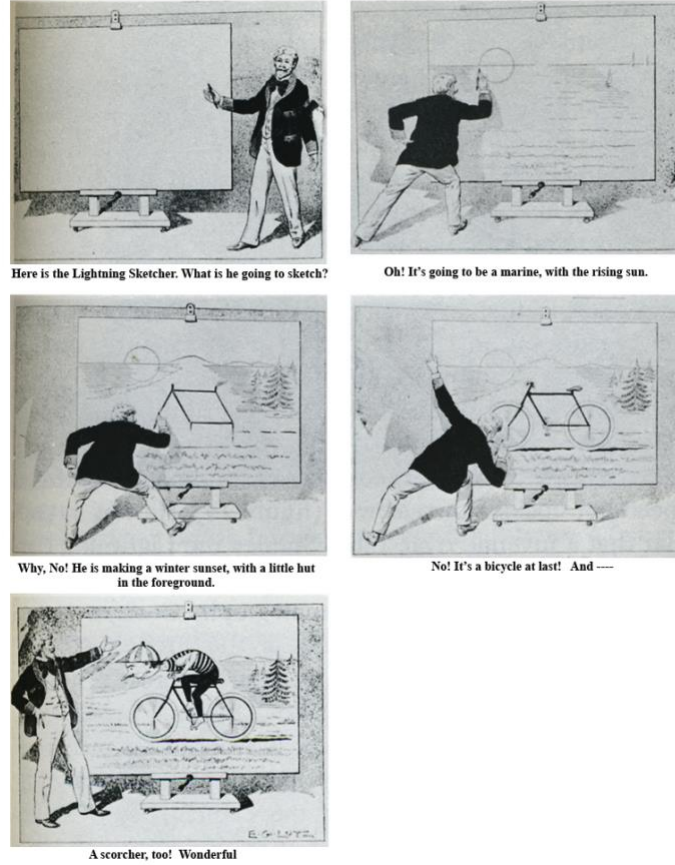 Here is the Lightning Sketcher. What is he going to sketch?
Oh! It's going to be a marine, with the rising sun.
Why, No! He is making a winter sunset, with a little hut
in the foreground.
No! It's a bicycle at last! And ----
E.G. LUTZ
A scorcher, too! Wonderful